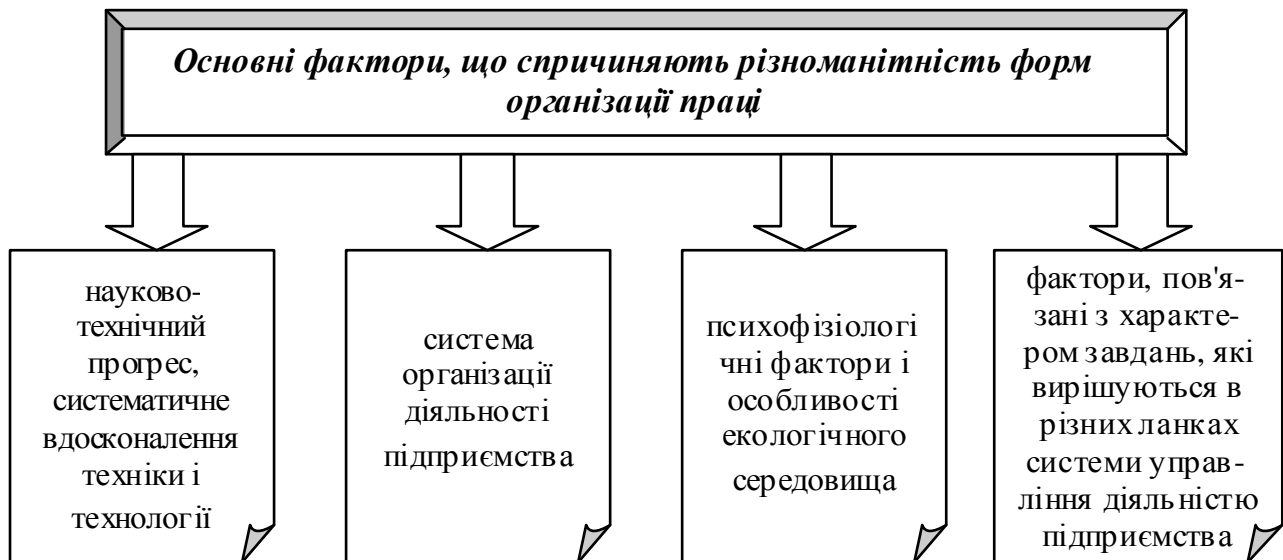 Основні фактори, що спричиняють різноманітність форм
організації праці
науково-
технічний
прогрес,
систематичне
вдосконалення
техніки і
технології
система
організації
діяльності
підприємства
психофізіологі
чні фактори і
особливості
екологічного
середовища
фактори, пов'я-
зані з характе-
ром завдань, які
вирішуються в
різних ланках
системи управ-
ління діяльністю
підприємства